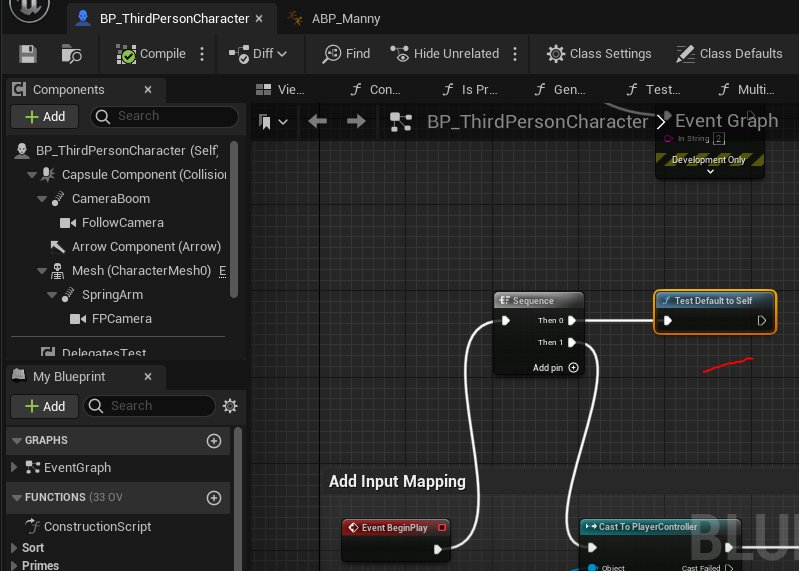 BP_ThirdPersonCharacter
ABP_Manny
Compile
Diff
Find
Hide Unrelated
Class Settings
Class Defaults
Components
Add
Search
BP_ThirdPersonCharacter (Self)
Capsule Component (Collision
CameraBoom
FollowCamera
Arrow Component (Arrow)
Mesh (CharacterMesh0) E
SpringArm
FPCamera
DelegatesTest
My Blueprint
Add
Search
GRAPHS
EventGraph
FUNCTIONS (33 OV
ConstructionScript
Sort
Primes
Vie...
f Con...
f Is Pr...
f Gen...
f Test...
f Multi...
BP_ThirdPersonCharacter > Event Graph
In String 2
Development Only
Sequence
Then 0
Then 1
Add pin
f Test Default to Self
Add Input Mapping
Event BeginPlay
Cast To PlayerController
Object
Cast Failed
BLU